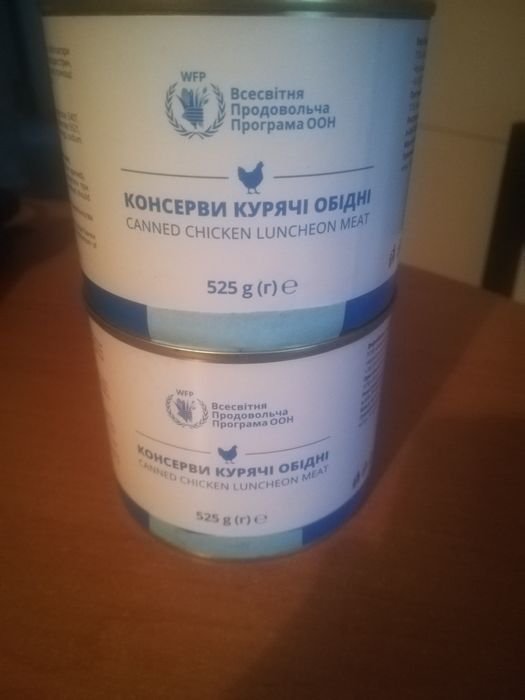 WFP
Всесвітня
Продовольча
Програма ООН
КОНСЕРВИ КУРЯЧІ ОБІДНІ
CANNED CHICKEN LUNCHEON MEAT
525 g (г) ℮
WFP
Всесвітня
Продовольча
Програма ООН
КОНСЕРВИ КУРЯЧІ ОБІДНІ
CANNED CHICKEN LUNCHEON MEAT
525 g (г) ℮